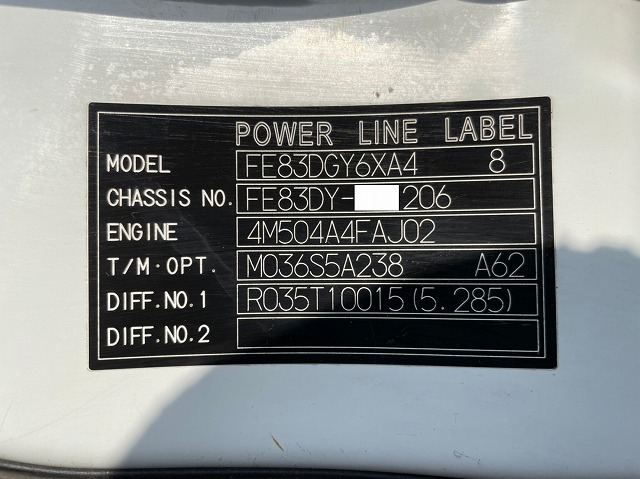 POWER LINE LABEL
MODEL FE83DGY6XA4 8
CHASSIS NO. FE83DY- 206
ENGINE 4M504A4FAJ02
T/M·OPT. M036S5A238 A62
DIFF.NO.1 R035T10015(5.285)
DIFF.NO.2